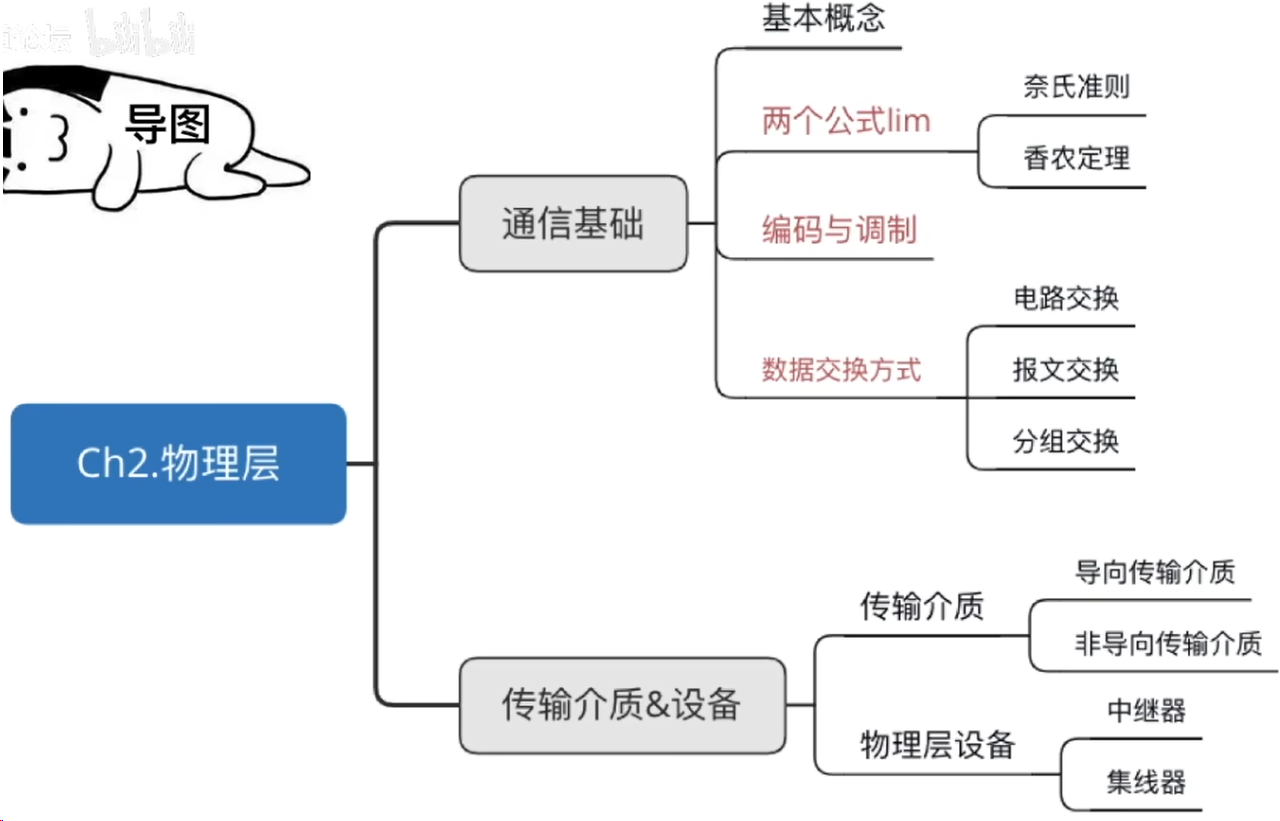 bilibili
导图
Ch2.物理层
通信基础
基本概念
两个公式lim
奈氏准则
香农定理
编码与调制
数据交换方式
电路交换
报文交换
分组交换
传输介质&设备
传输介质
导向传输介质
非导向传输介质
物理层设备
中继器
集线器